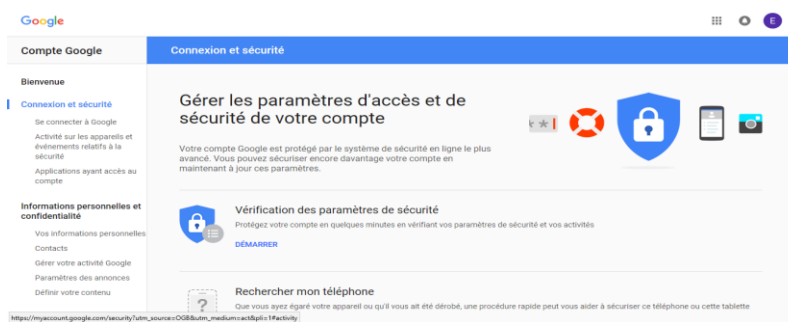 Google
E
Compte Google
Connexion et sécurité
Bienvenue
Connexion et sécurité
Se connecter à Google
Activité sur les appareils et
événements relatifs à la
sécurité
Applications ayant accès au
compte
Informations personnelles et
confidentialité
Vos informations personnelles
Contacts
Gérer votre activité Google
Paramètres des annonces
Définir votre contenu
Gérer les paramètres d'accès et de
sécurité de votre compte
Votre compte Google est protégé par le système de sécurité en ligne le plus
avancé. Vous pouvez sécuriser encore davantage votre compte en
maintenant à jour ces paramètres.
Vérification des paramètres de sécurité
Protégez votre compte en quelques minutes en vérifiant vos paramètres de sécurité et vos activités
DÉMARRER
?
Rechercher mon téléphone
Que vous ayez égaré votre appareil ou qu'il vous ait été dérobé, une procédure rapide peut vous aider à sécuriser ce téléphone ou cette tablette
https://myaccount.google.com/security?utm_source=OGB&utm_medium=act&pli=1#activity